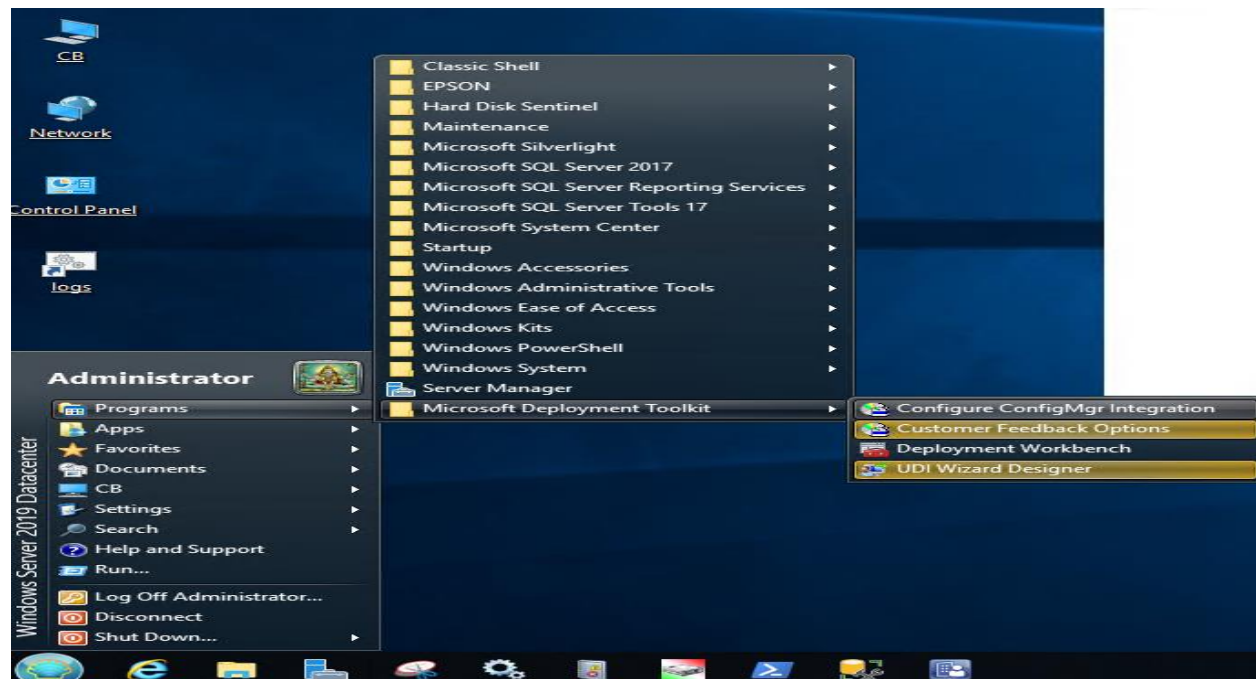 CB
Network
Control Panel
logs
Classic Shell
EPSON
Hard Disk Sentinel
Maintenance
Microsoft Silverlight
Microsoft SQL Server 2017
Microsoft SQL Server Reporting Services
Microsoft SQL Server Tools 17
Microsoft System Center
Startup
Windows Accessories
Windows Administrative Tools
Windows Ease of Access
Windows Kits
Windows PowerShell
Windows System
Server Manager
Microsoft Deployment Toolkit
Configure ConfigMgr Integration
Customer Feedback Options
Deployment Workbench
UDI Wizard Designer
Administrator
Programs
Apps
Favorites
Documents
CB
Settings
Search
Help and Support
Run...
Log Off Administrator...
Disconnect
Shut Down...
Windows Server 2019 Datacenter